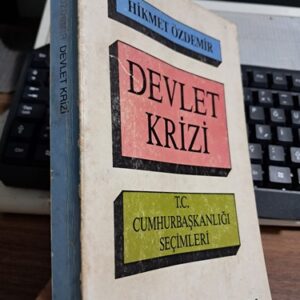 HİKMET ÖZDEMİR
DEVLET
KRİZİ
T.C.
CUMHURBAŞKANLIĞI
SEÇİMLERİ
DEVLET KRİZİ